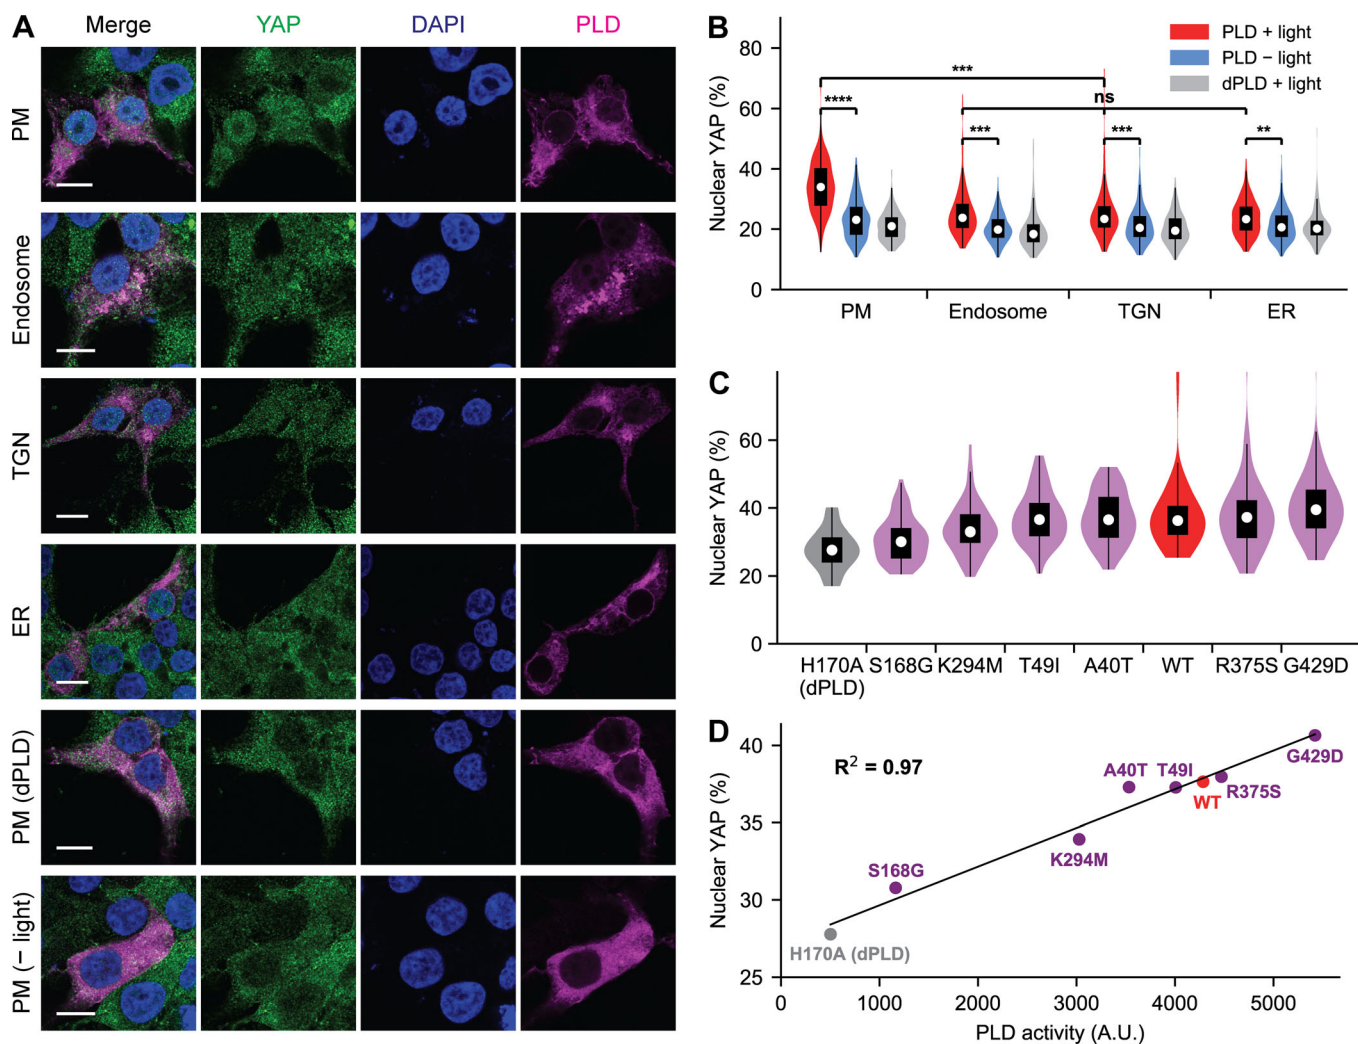 A
Merge
YAP
DAPI
PLD
PM
Endosome
TGN
ER
PM (dPLD)
PM (− light)
B
Nuclear YAP (%)
80
60
40
20
0
PLD + light
PLD − light
dPLD + light
***
ns
****
***
***
**
PM
Endosome
TGN
ER
C
Nuclear YAP (%)
60
40
20
0
H170A
(dPLD)
S168G
K294M
T49I
A40T
WT
R375S
G429D
D
Nuclear YAP (%)
40
35
30
25
R² = 0.97
H170A (dPLD)
S168G
K294M
A40T
T49I
WT
R375S
G429D
0
1000
2000
3000
4000
5000
PLD activity (A.U.)